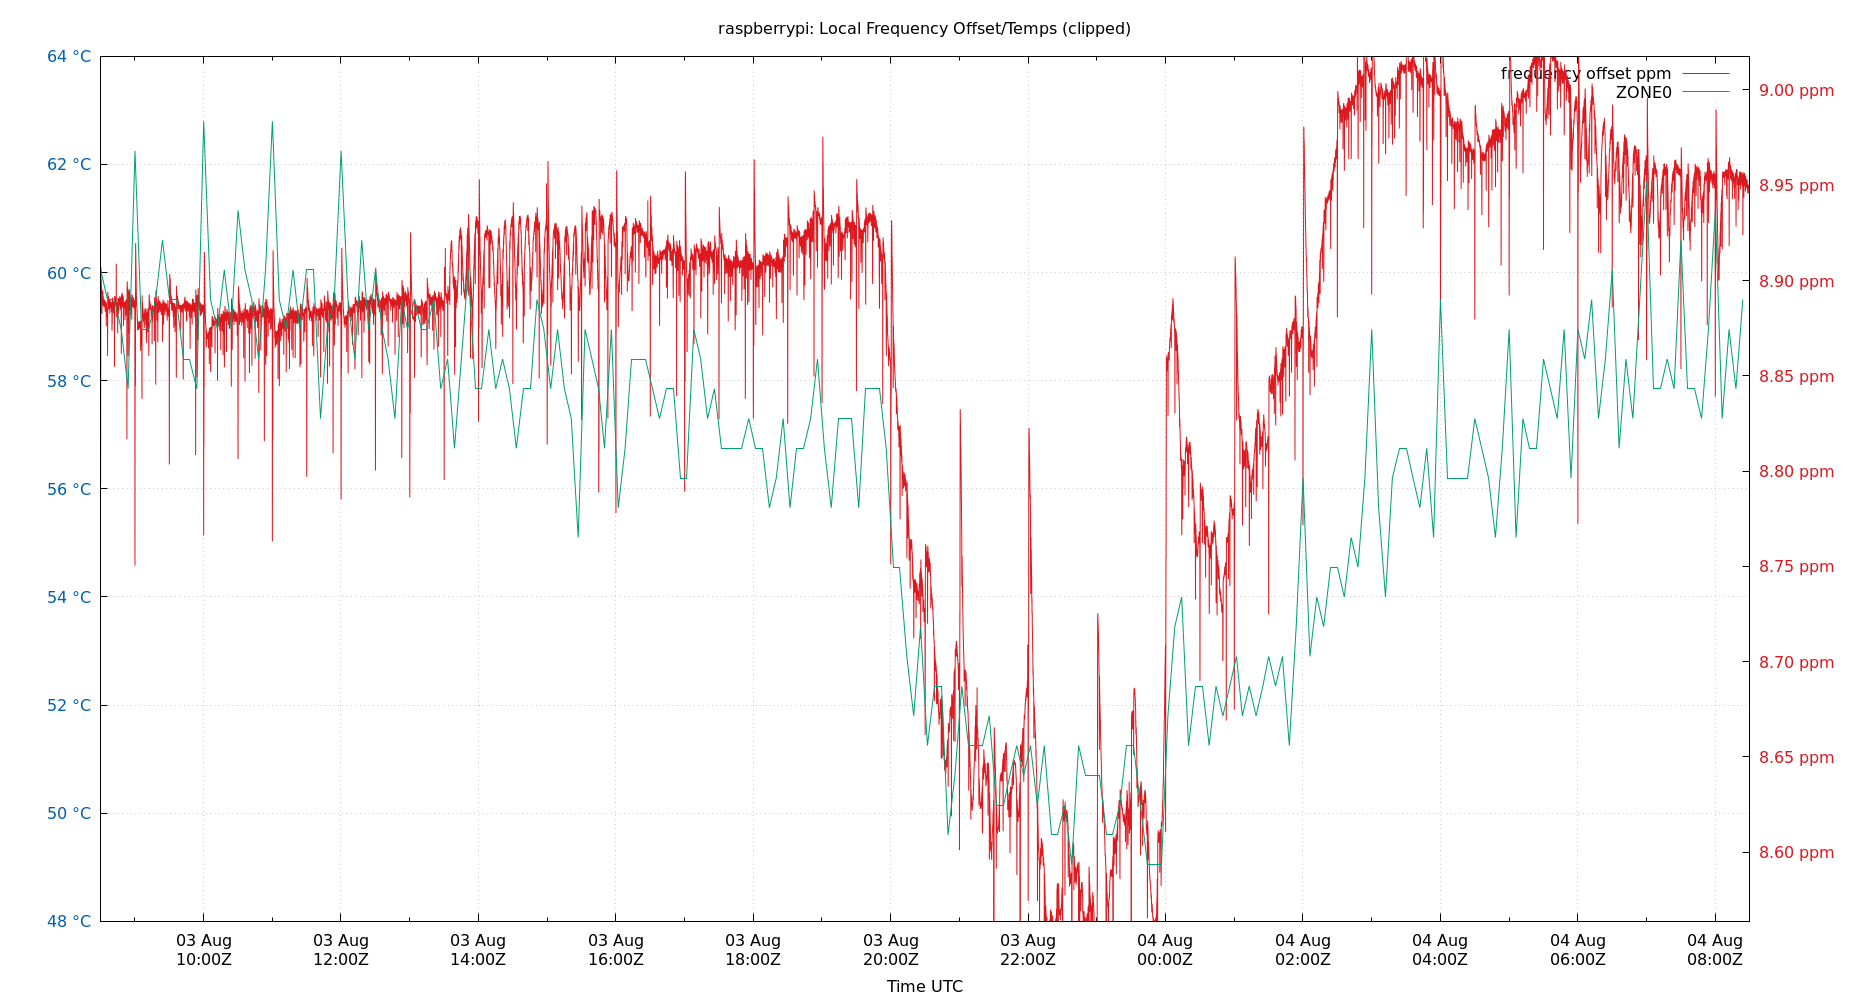 raspberrypi: Local Frequency Offset/Temps (clipped)
frequency offset ppm
ZONE0
64 °C
62 °C
60 °C
58 °C
56 °C
54 °C
52 °C
50 °C
48 °C
9.00 ppm
8.95 ppm
8.90 ppm
8.85 ppm
8.80 ppm
8.75 ppm
8.70 ppm
8.65 ppm
8.60 ppm
03 Aug
10:00Z
03 Aug
12:00Z
03 Aug
14:00Z
03 Aug
16:00Z
03 Aug
18:00Z
03 Aug
20:00Z
03 Aug
22:00Z
04 Aug
00:00Z
04 Aug
02:00Z
04 Aug
04:00Z
04 Aug
06:00Z
04 Aug
08:00Z
Time UTC